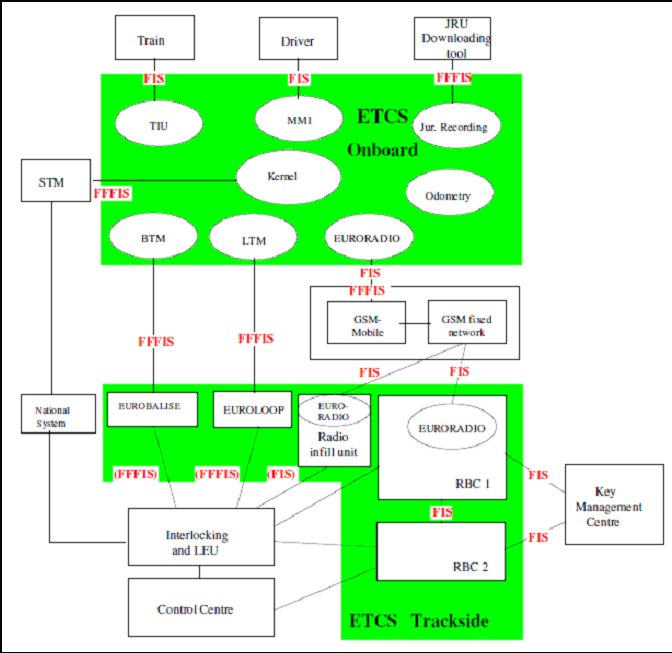 Train
Driver
JRU
Downloading
tool
FIS
FIS
FFFIS
TIU
MMI
ETCS
Onboard
Jur. Recording
STM
FFFIS
Kernel
Odometry
BTM
LTM
EURORADIO
FIS
FFFIS
GSM-
Mobile
GSM fixed
network
FFFIS
FFFIS
FIS
FIS
National
System
EUROBALISE
EUROLOOP
EURO-
RADIO
Radio
infill unit
EURORADIO
(FFFIS)
(FFFIS)
(FIS)
RBC 1
FIS
FIS
Key
Management
Centre
Interlocking
and LEU
FIS
RBC 2
Control Centre
ETCS Trackside